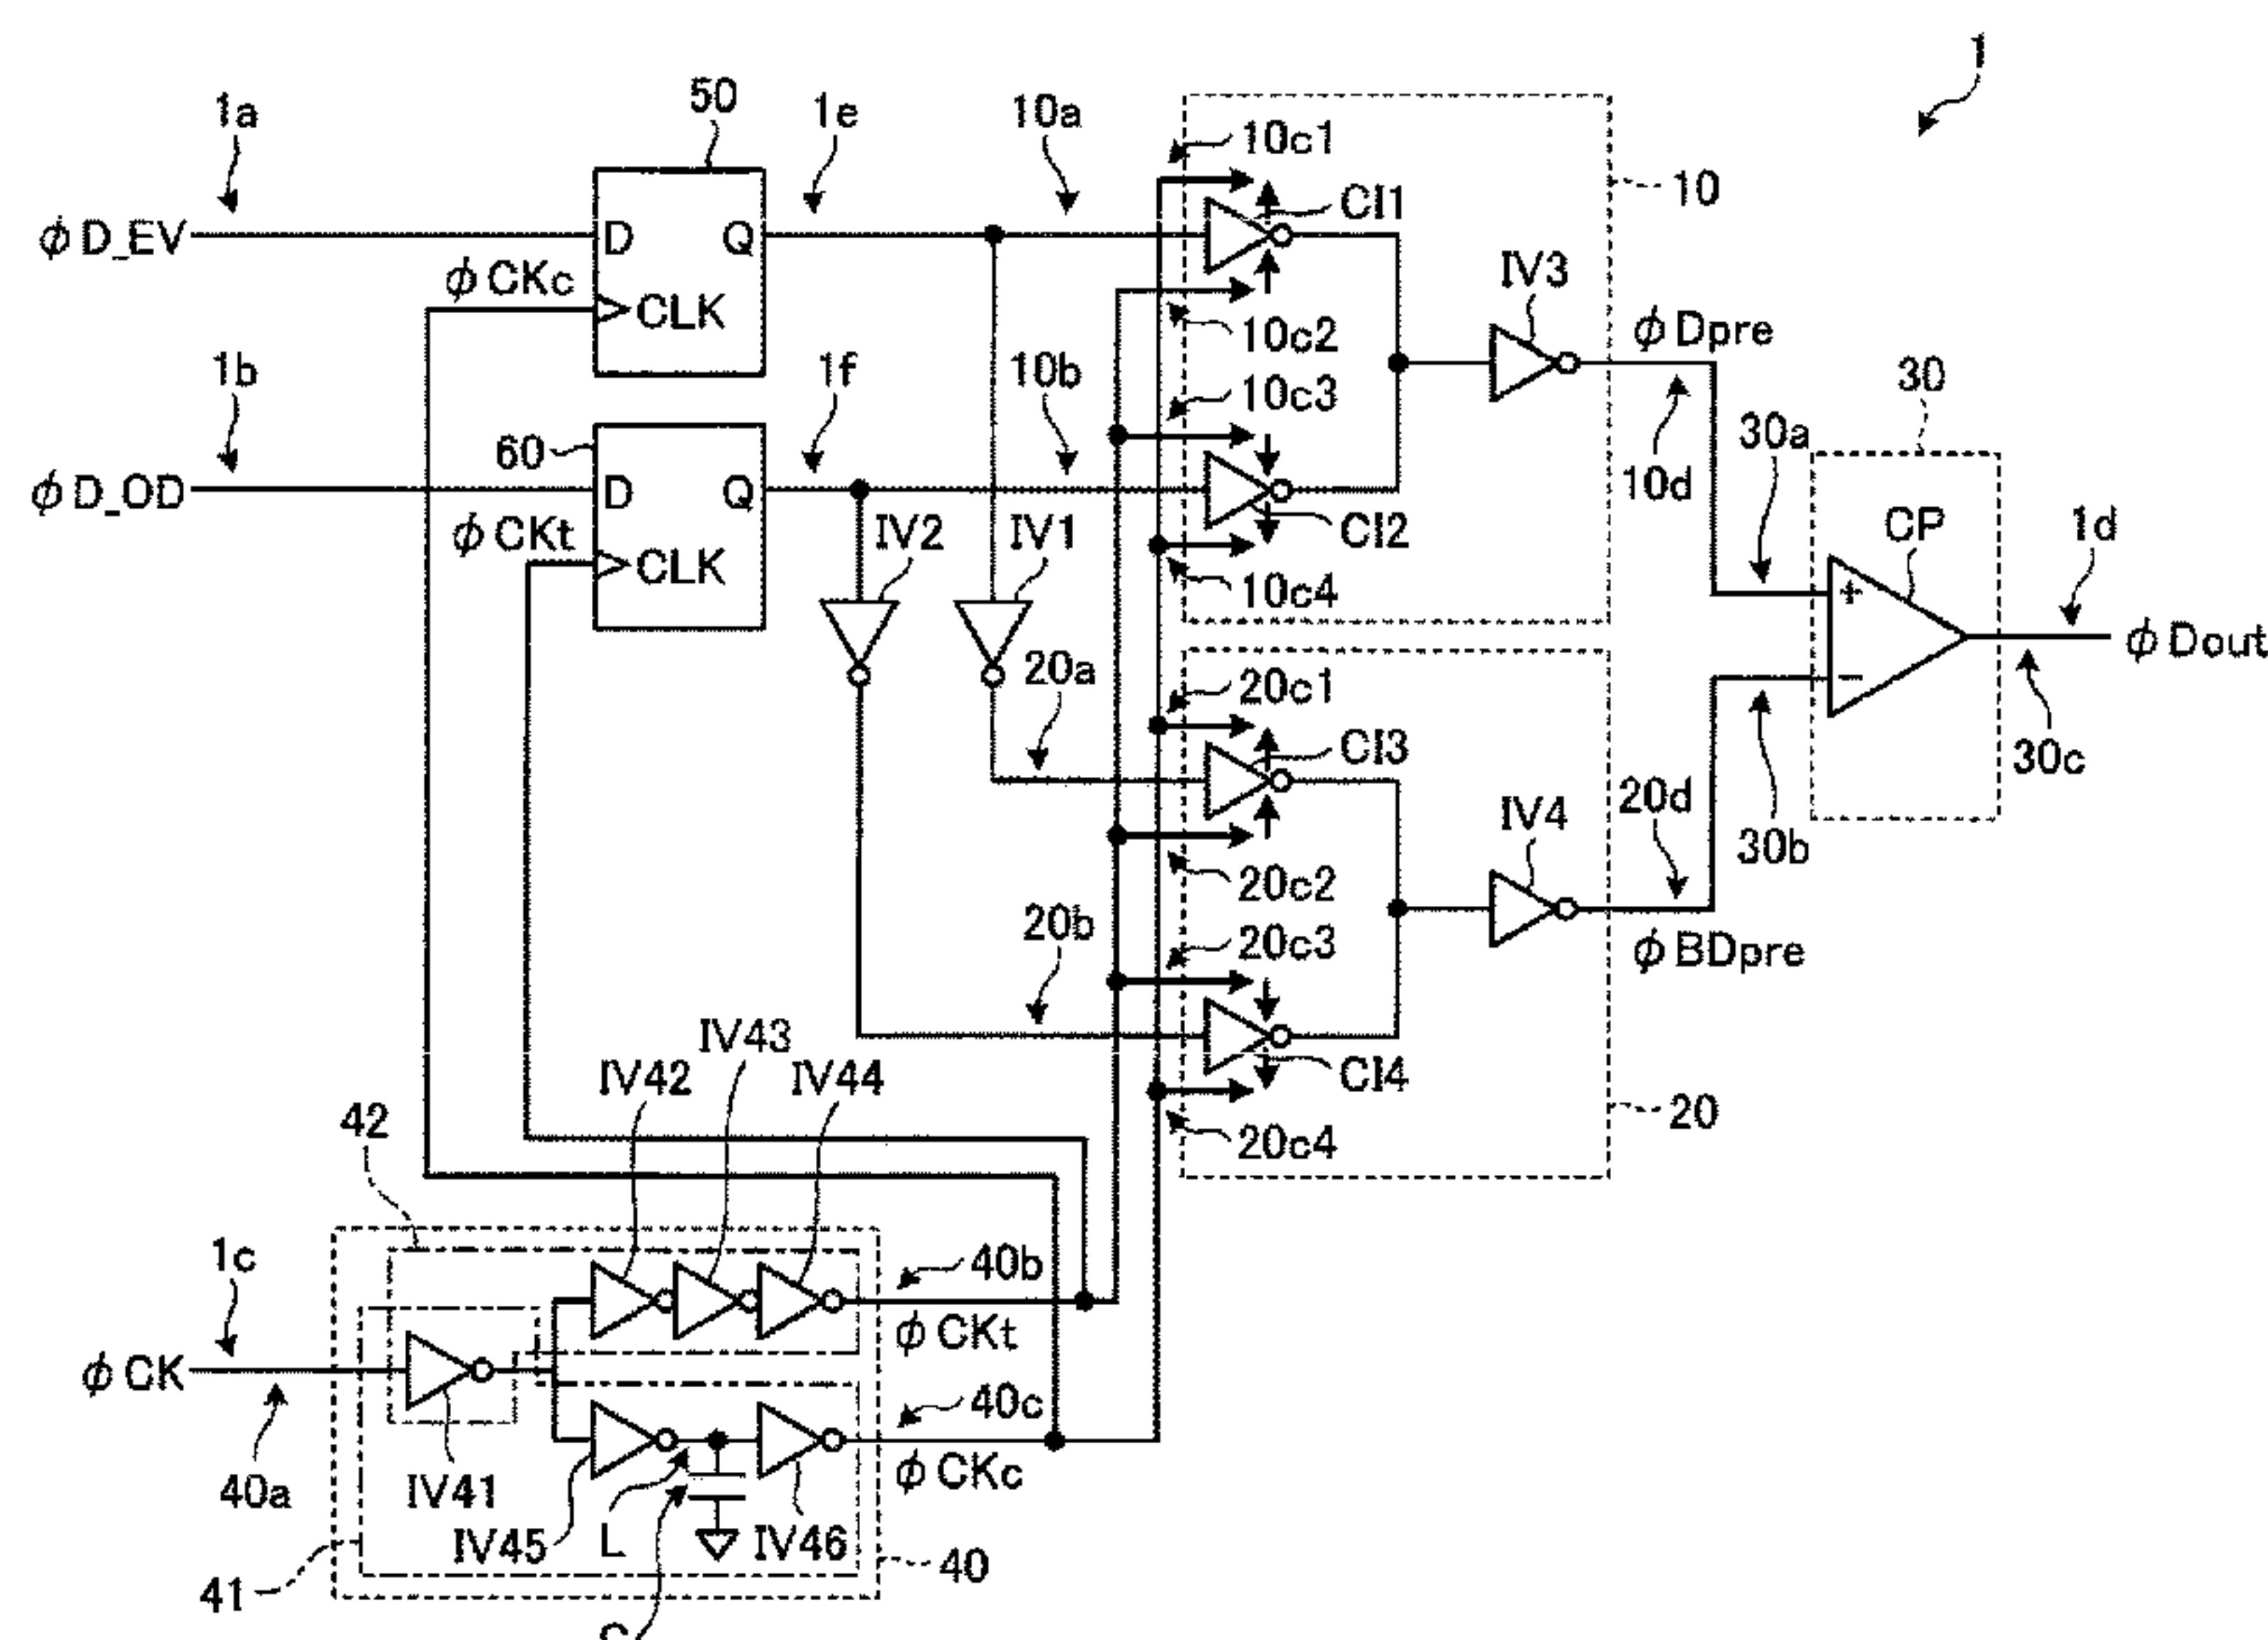 1
1a
50
1e
10a
10c1
10
CI1
φD_EV
D
Q
φCKc
CLK
IV3
10c2
φDpre
1b
1f
10b
10c3
30
60
30a
φD_OD
D
Q
10d
φCKt
CLK
IV2
IV1
CI2
CP
1d
10c4
+
φDout
20a
20c1
−
CI3
30c
20d
IV4
30b
20c2
20b
20c3
φBDpre
IV43
IV42
IV44
CI4
42
20
20c4
1c
40b
φCKt
φCK
40c
40a
IV41
φCKc
IV45
L
IV46
40
41